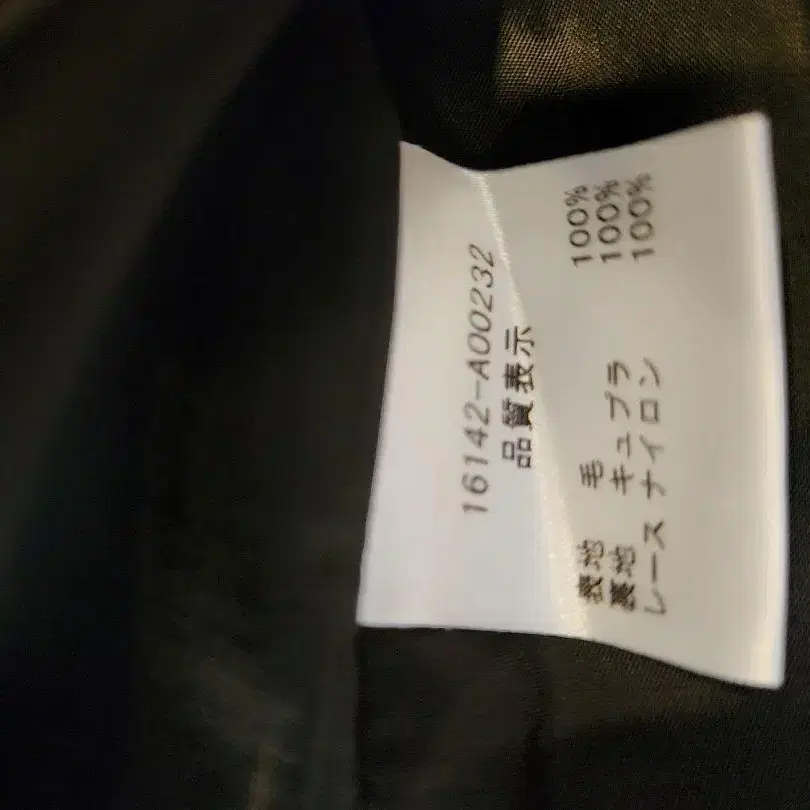 16142-A00232
品質表示
表地 毛 100%
裏地 キュプラ 100%
レース ナイロン 100%